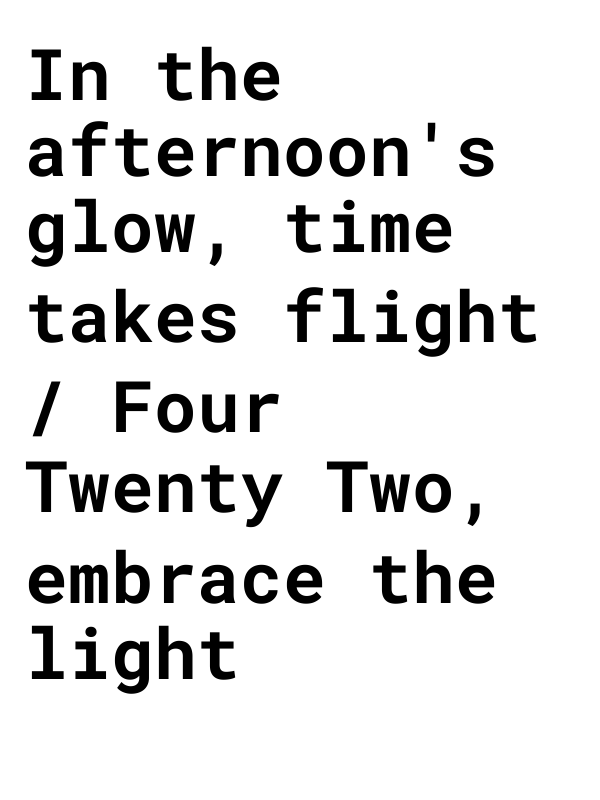 In the
afternoon's
glow, time
takes flight
/ Four
Twenty Two,
embrace the
light